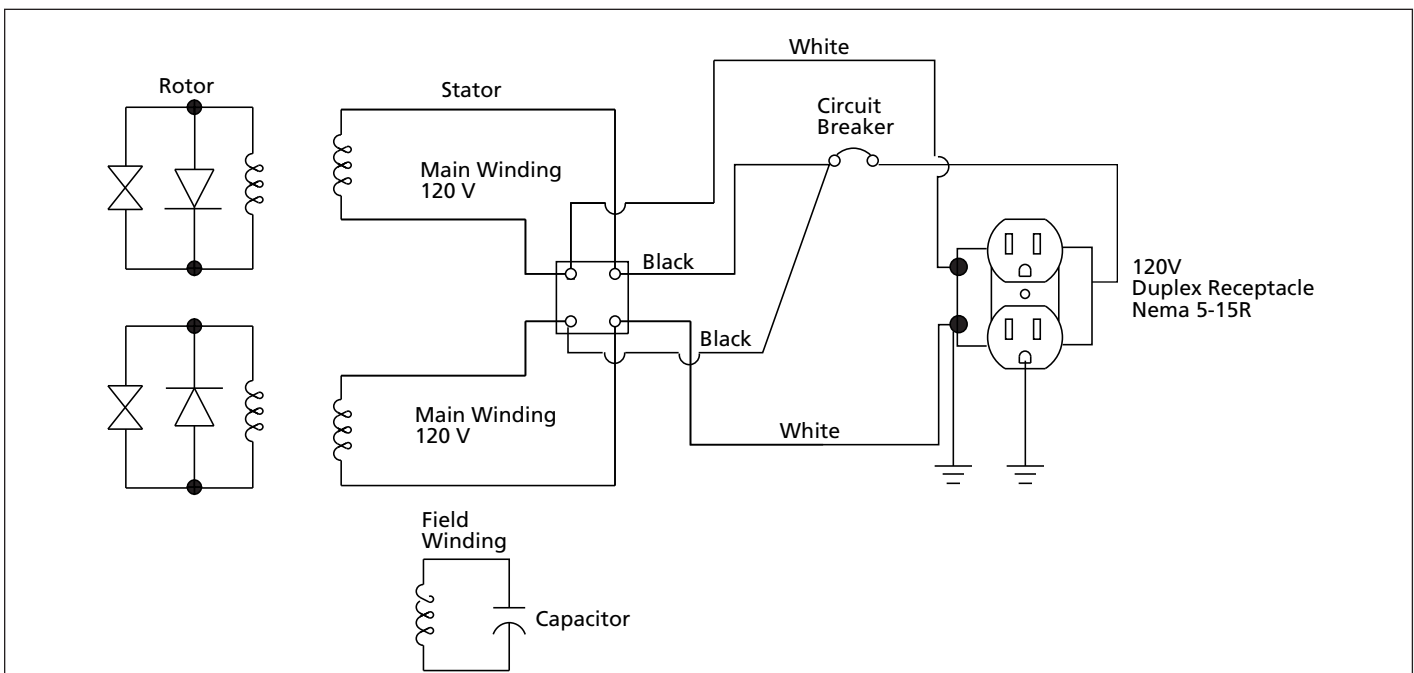 White
Rotor
Stator
Circuit
Breaker
Main Winding
120 V
Black
120V
Duplex Receptacle
Nema 5-15R
Black
Main Winding
120 V
White
Field
Winding
Capacitor